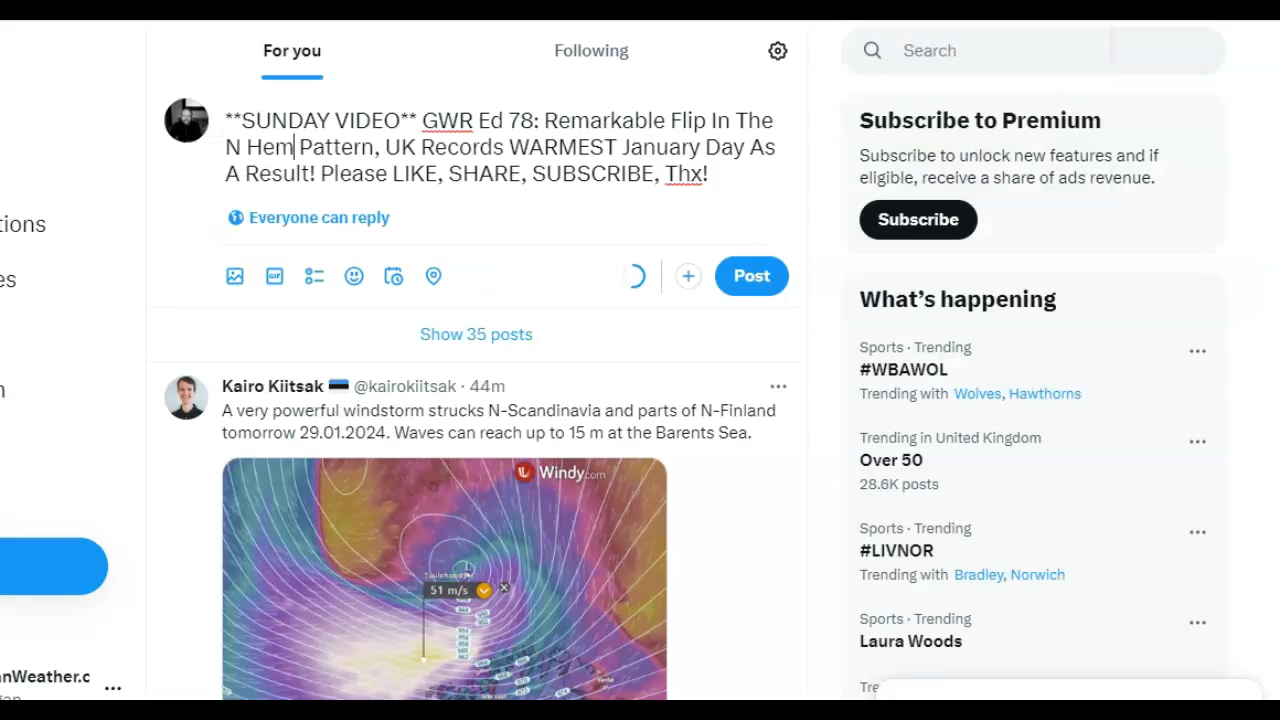 For you
Following
Search
**SUNDAY VIDEO** GWR Ed 78: Remarkable Flip In The
N Hem Pattern, UK Records WARMEST January Day As
A Result! Please LIKE, SHARE, SUBSCRIBE, Thx!
Everyone can reply
GIF
Post
Show 35 posts
Kairo Kiitsak @kairokiitsak · 44m
A very powerful windstorm strucks N-Scandinavia and parts of N-Finland
tomorrow 29.01.2024. Waves can reach up to 15 m at the Barents Sea.
Windy.com
51 m/s
tions
es
nWeather.c
Subscribe to Premium
Subscribe to unlock new features and if
eligible, receive a share of ads revenue.
Subscribe
What's happening
Sports · Trending
#WBAWOL
Trending with Wolves, Hawthorns
Trending in United Kingdom
Over 50
28.6K posts
Sports · Trending
#LIVNOR
Trending with Bradley, Norwich
Sports · Trending
Laura Woods
Tre